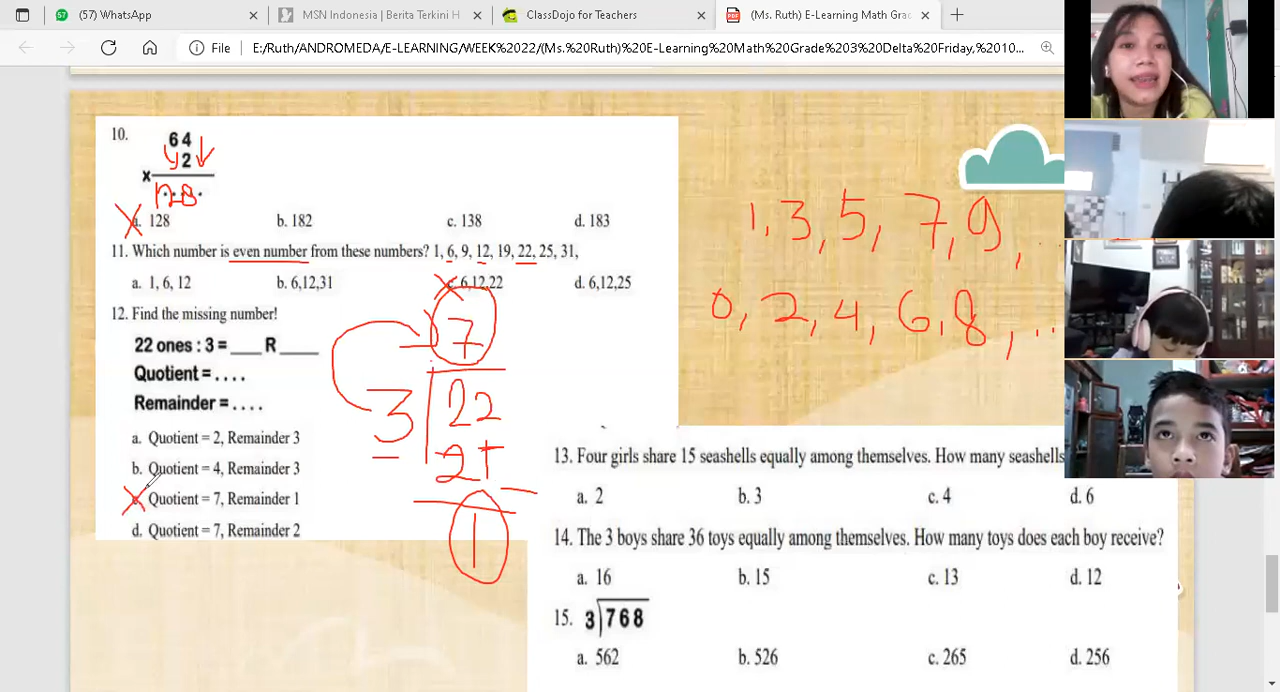 (57) WhatsApp
MSN Indonesia | Berita Terkini H
ClassDojo for Teachers
(Ms. Ruth) E-Learning Math Gra
File
E:/Ruth/ANDROMEDA/E-LEARNING/WEEK%2022/(Ms.%20Ruth)%20E-Learning%20Math%20Grade%203%20Delta%20Friday,%2010...
10.
64
2
x
128
a. 128 b. 182 c. 138 d. 183
11. Which number is even number from these numbers? 1, 6, 9, 12, 19, 22, 25, 31,
a. 1, 6, 12 b. 6,12,31 c. 6,12,22 d. 6,12,25
12. Find the missing number!
22 ones : 3 = ____ R _____
Quotient = . . . .
Remainder = . . . .
a. Quotient = 2, Remainder 3
b. Quotient = 4, Remainder 3
Quotient = 7, Remainder 1
d. Quotient = 7, Remainder 2
7
3 22
21
1
1, 3, 5, 7, 9, ..
0, 2, 4, 6, 8, ...
13. Four girls share 15 seashells equally among themselves. How many seashells
a. 2 b. 3 c. 4 d. 6
14. The 3 boys share 36 toys equally among themselves. How many toys does each boy receive?
a. 16 b. 15 c. 13 d. 12
15. 3)768
a. 562 b. 526 c. 265 d. 256